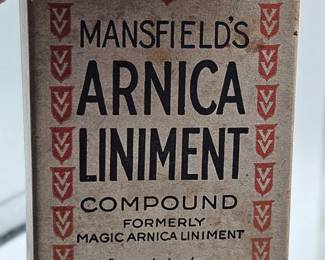 MANSFIELD'S
ARNICA
LINIMENT
COMPOUND
FORMERLY
MAGIC ARNICA LINIMENT